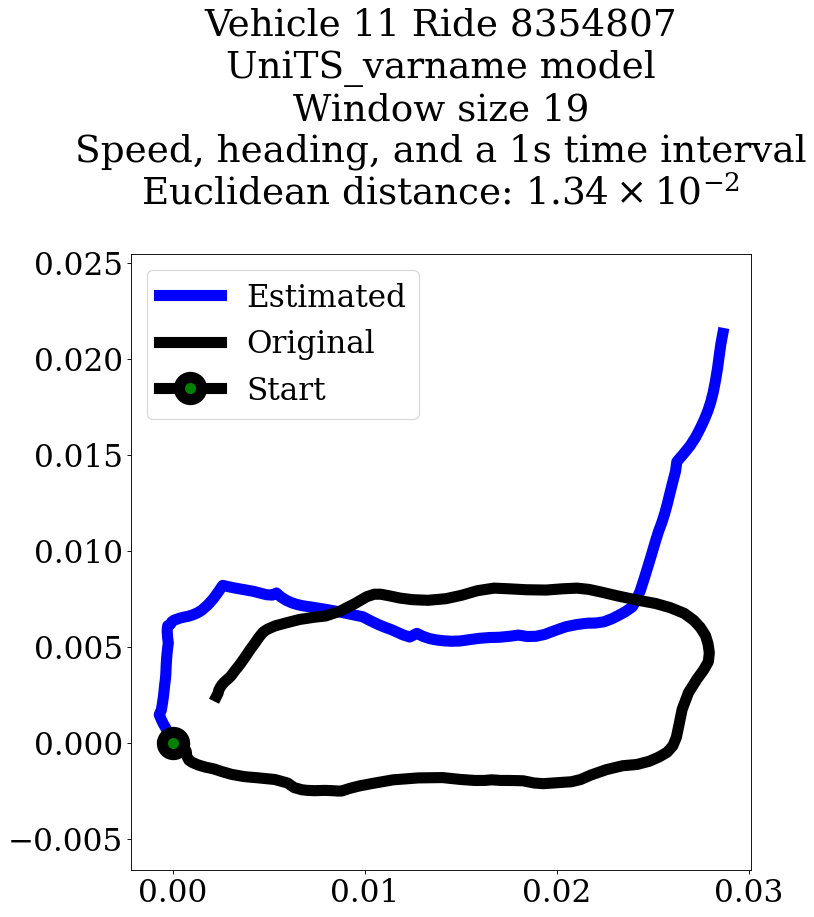 Vehicle 11 Ride 8354807
UniTS_varname model
Window size 19
Speed, heading, and a 1s time interval
Euclidean distance: 1.34 × 10⁻²
0.025
0.020
0.015
0.010
0.005
0.000
−0.005
Estimated
Original
Start
0.00 0.01 0.02 0.03